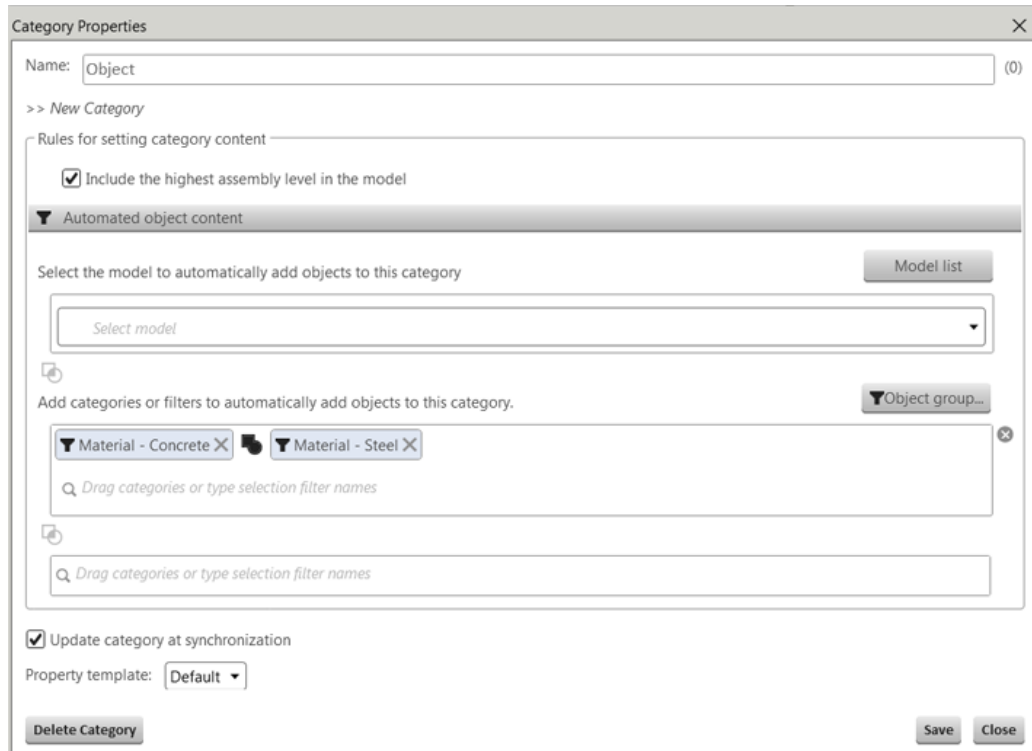 Category Properties
Name: Object (0)
>> New Category
Rules for setting category content
Include the highest assembly level in the model
Automated object content
Select the model to automatically add objects to this category
Model list
Select model
Add categories or filters to automatically add objects to this category.
Object group...
Material - Concrete Material - Steel
Drag categories or type selection filter names
Drag categories or type selection filter names
Update category at synchronization
Property template: Default
Delete Category Save Close